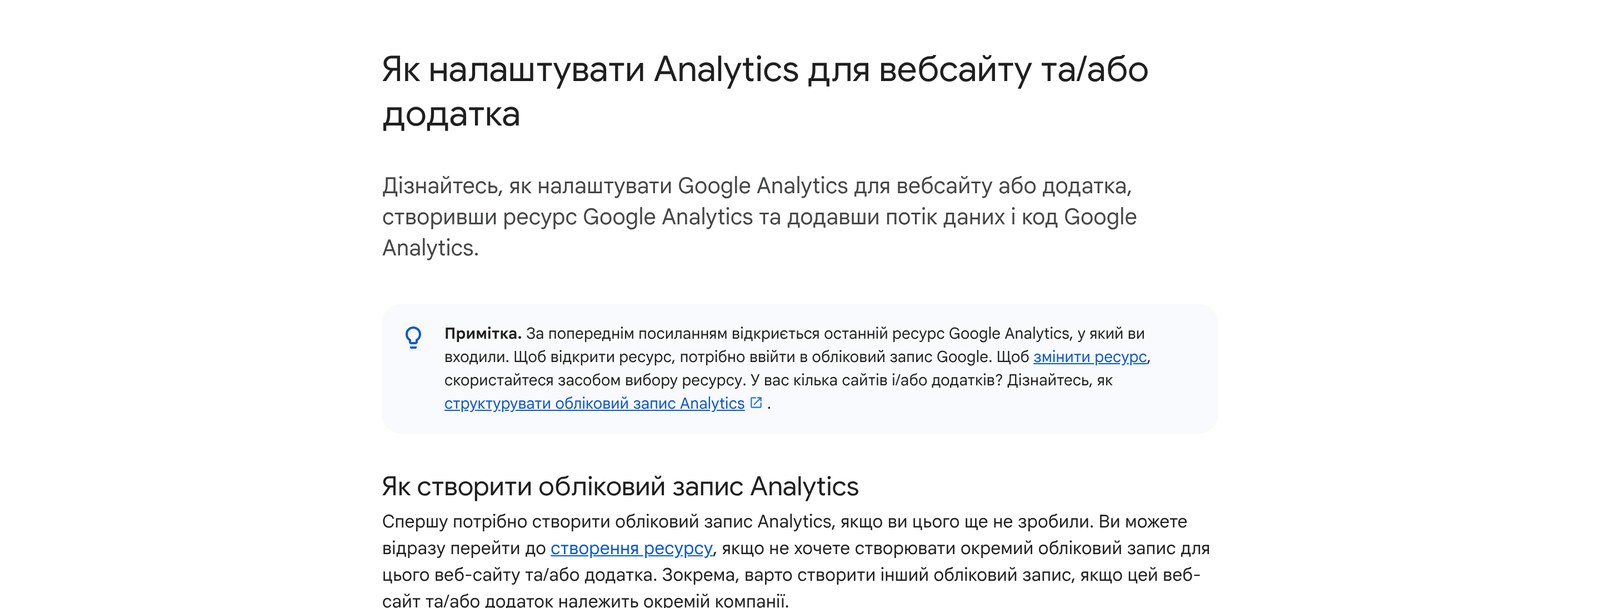 Як налаштувати Analytics для вебсайту та/або
додатка
Дізнайтесь, як налаштувати Google Analytics для вебсайту або додатка,
створивши ресурс Google Analytics та додавши потік даних і код Google
Analytics.
Примітка. За попереднім посиланням відкриється останній ресурс Google Analytics, у який ви
входили. Щоб відкрити ресурс, потрібно ввійти в обліковий запис Google. Щоб змінити ресурс,
скористайтеся засобом вибору ресурсу. У вас кілька сайтів і/або додатків? Дізнайтесь, як
структурувати обліковий запис Analytics .
Як створити обліковий запис Analytics
Спершу потрібно створити обліковий запис Analytics, якщо ви цього ще не зробили. Ви можете
відразу перейти до створення ресурсу, якщо не хочете створювати окремий обліковий запис для
цього веб-сайту та/або додатка. Зокрема, варто створити інший обліковий запис, якщо цей веб-
сайт та/або додаток належить окремій компанії.